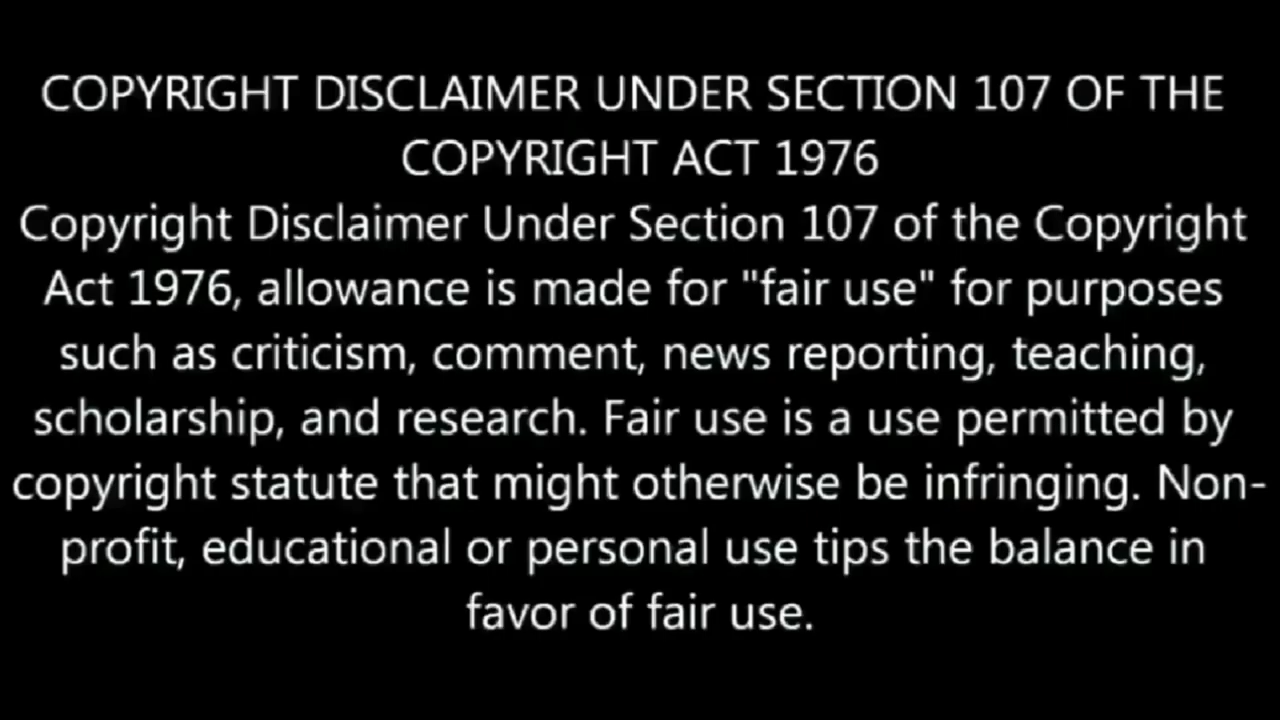 COPYRIGHT DISCLAIMER UNDER SECTION 107 OF THE
COPYRIGHT ACT 1976
Copyright Disclaimer Under Section 107 of the Copyright
Act 1976, allowance is made for "fair use" for purposes
such as criticism, comment, news reporting, teaching,
scholarship, and research. Fair use is a use permitted by
copyright statute that might otherwise be infringing. Non-
profit, educational or personal use tips the balance in
favor of fair use.